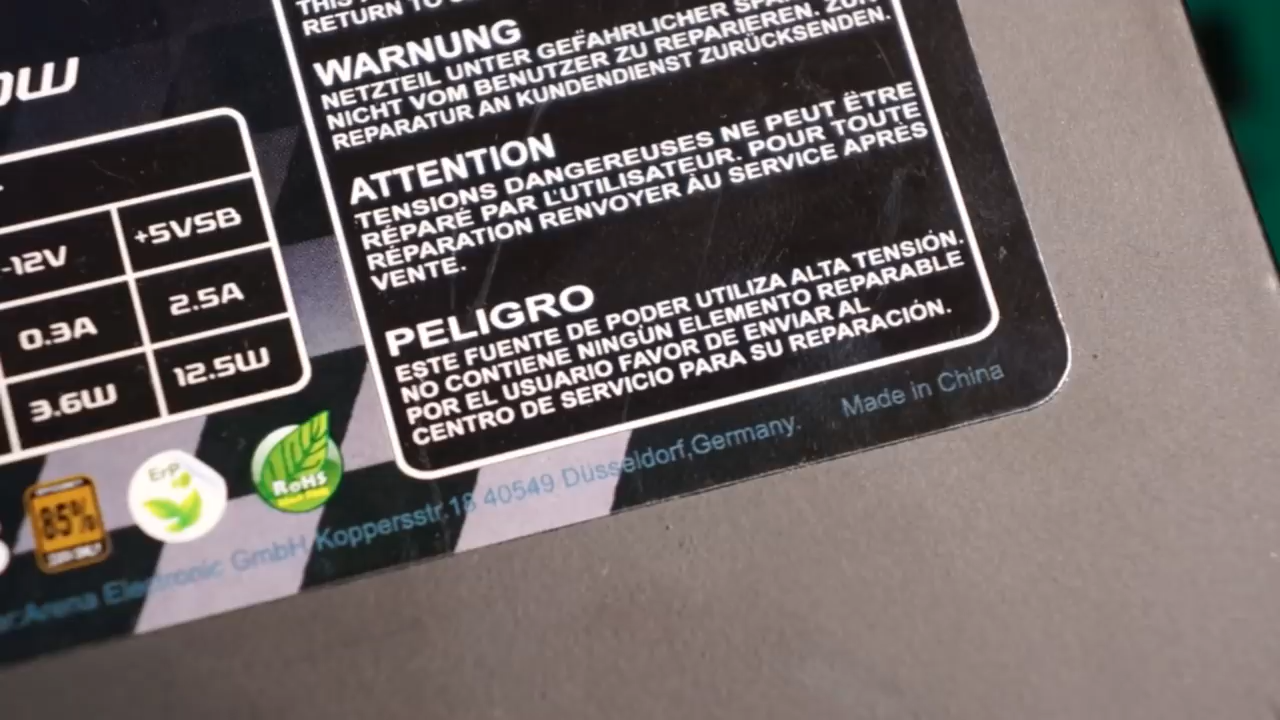 RETURN TO
WARNUNG
NETZTEIL UNTER GEFÄHRLICHER
NICHT VOM BENUTZER ZU REPARIEREN. ZUR
REPARATUR AN KUNDENDIENST ZURÜCKSENDEN.
ATTENTION
TENSIONS DANGEREUSES NE PEUT ÊTRE
RÉPARÉ PAR L'UTILISATEUR. POUR TOUTE
RÉPARATION RENVOYER AU SERVICE APRÈS
VENTE.
PELIGRO
ESTE FUENTE DE PODER UTILIZA ALTA TENSIÓN.
NO CONTIENE NINGÙN ELEMENTO REPARABLE
POR EL USUARIO FAVOR DE ENVIAR AL
CENTRO DE SERVICIO PARA SU REPARACIÓN.
-12V +5VSB
0.3A 2.5A
3.6W 12.5W
85%
ErP
RoHS
Arena Electronic GmbH Koppersstr.18 40549 Düsseldorf,Germany. Made in China